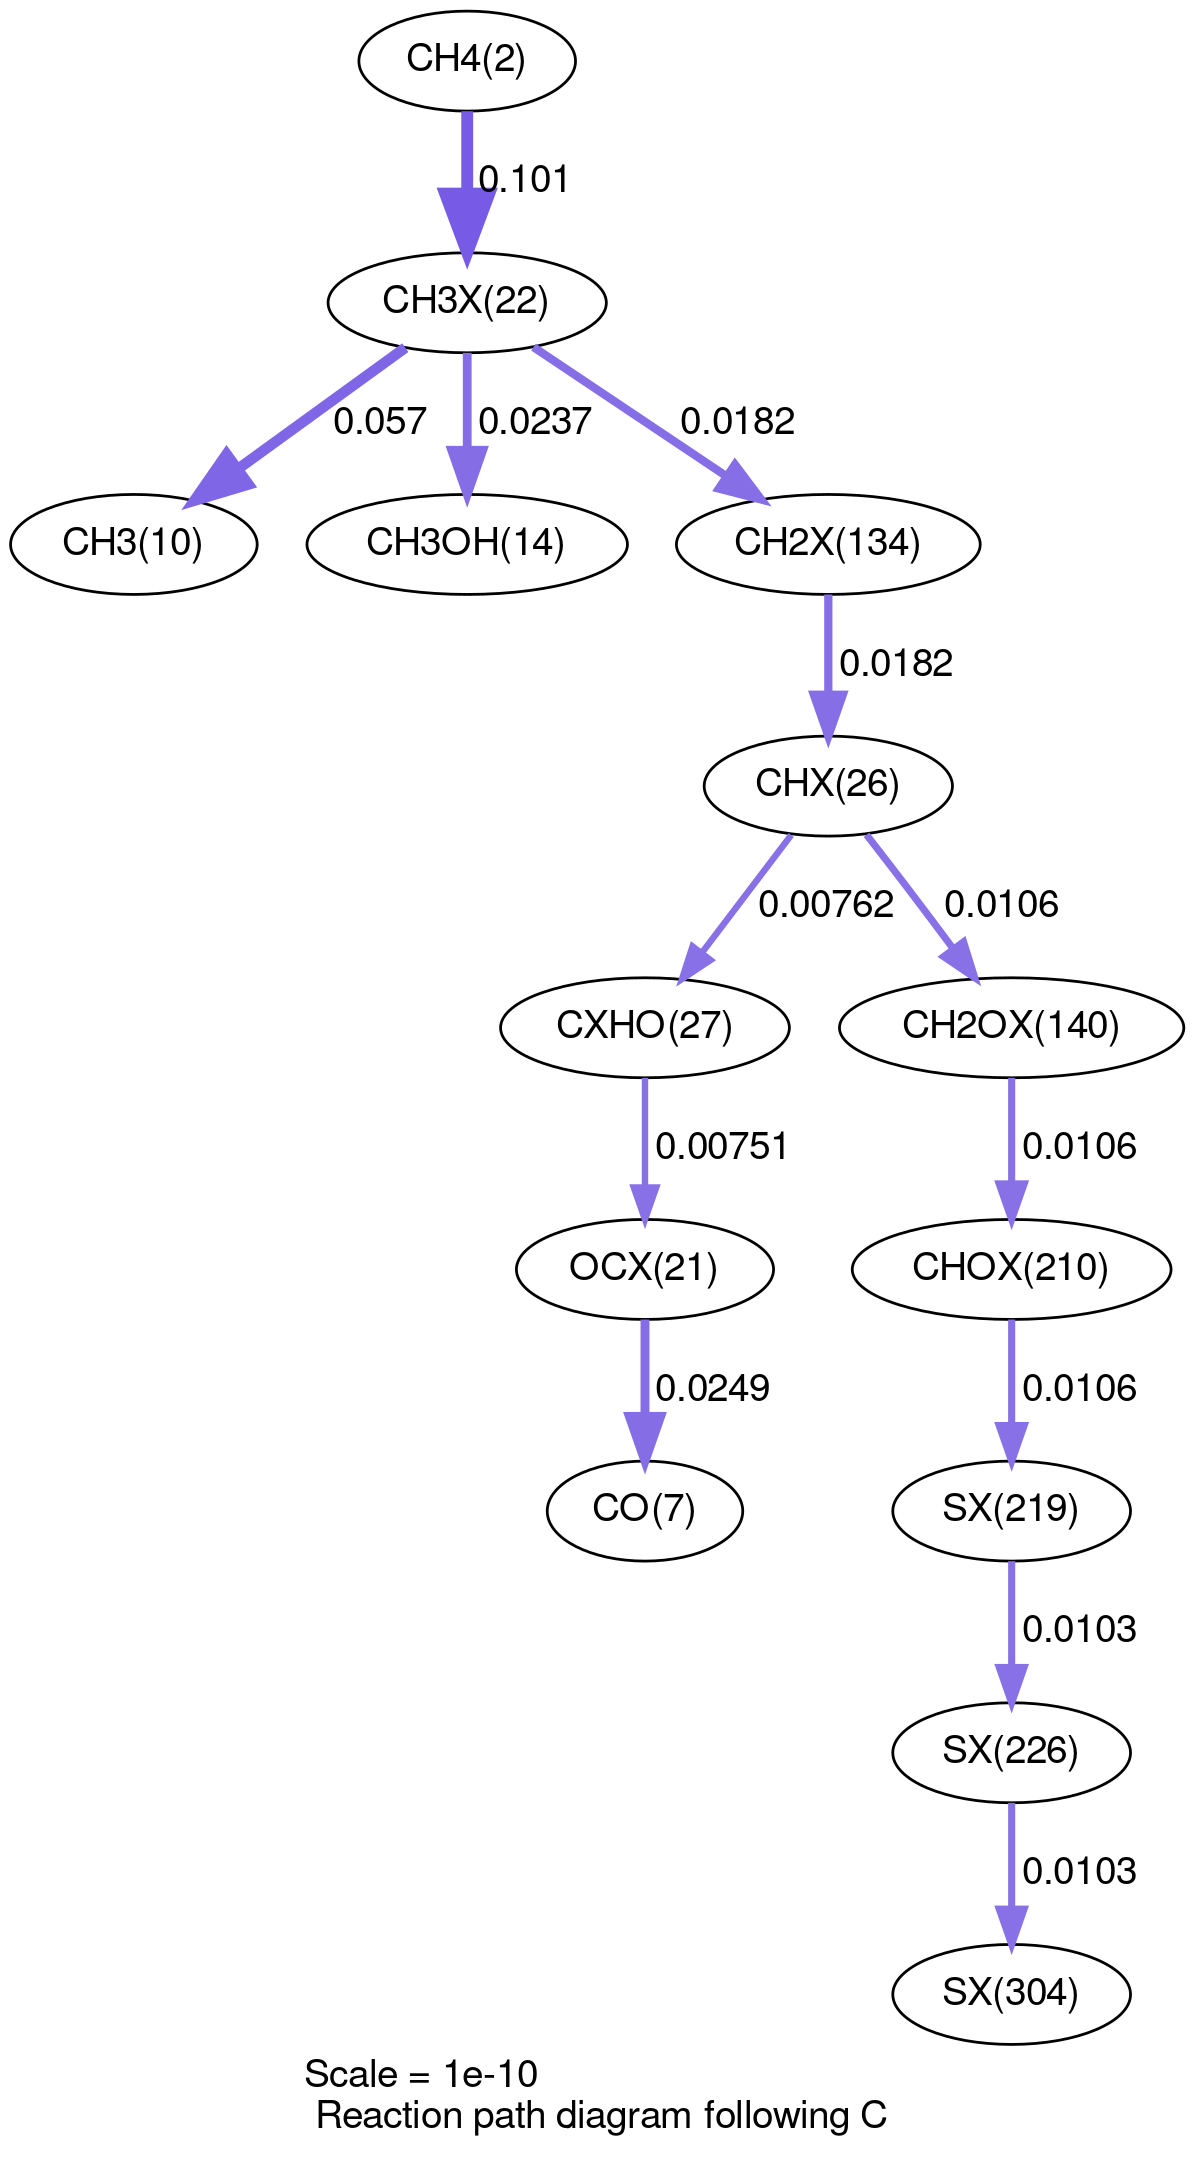 CH4(2)
0.101
CH3X(22)
0.057
0.0237
0.0182
CH3(10)
CH3OH(14)
CH2X(134)
0.0182
CHX(26)
0.00762
0.0106
CXHO(27)
CH2OX(140)
0.00751
0.0106
OCX(21)
CHOX(210)
0.0249
0.0106
CO(7)
SX(219)
0.0103
SX(226)
0.0103
SX(304)
Scale = 1e-10
Reaction path diagram following C